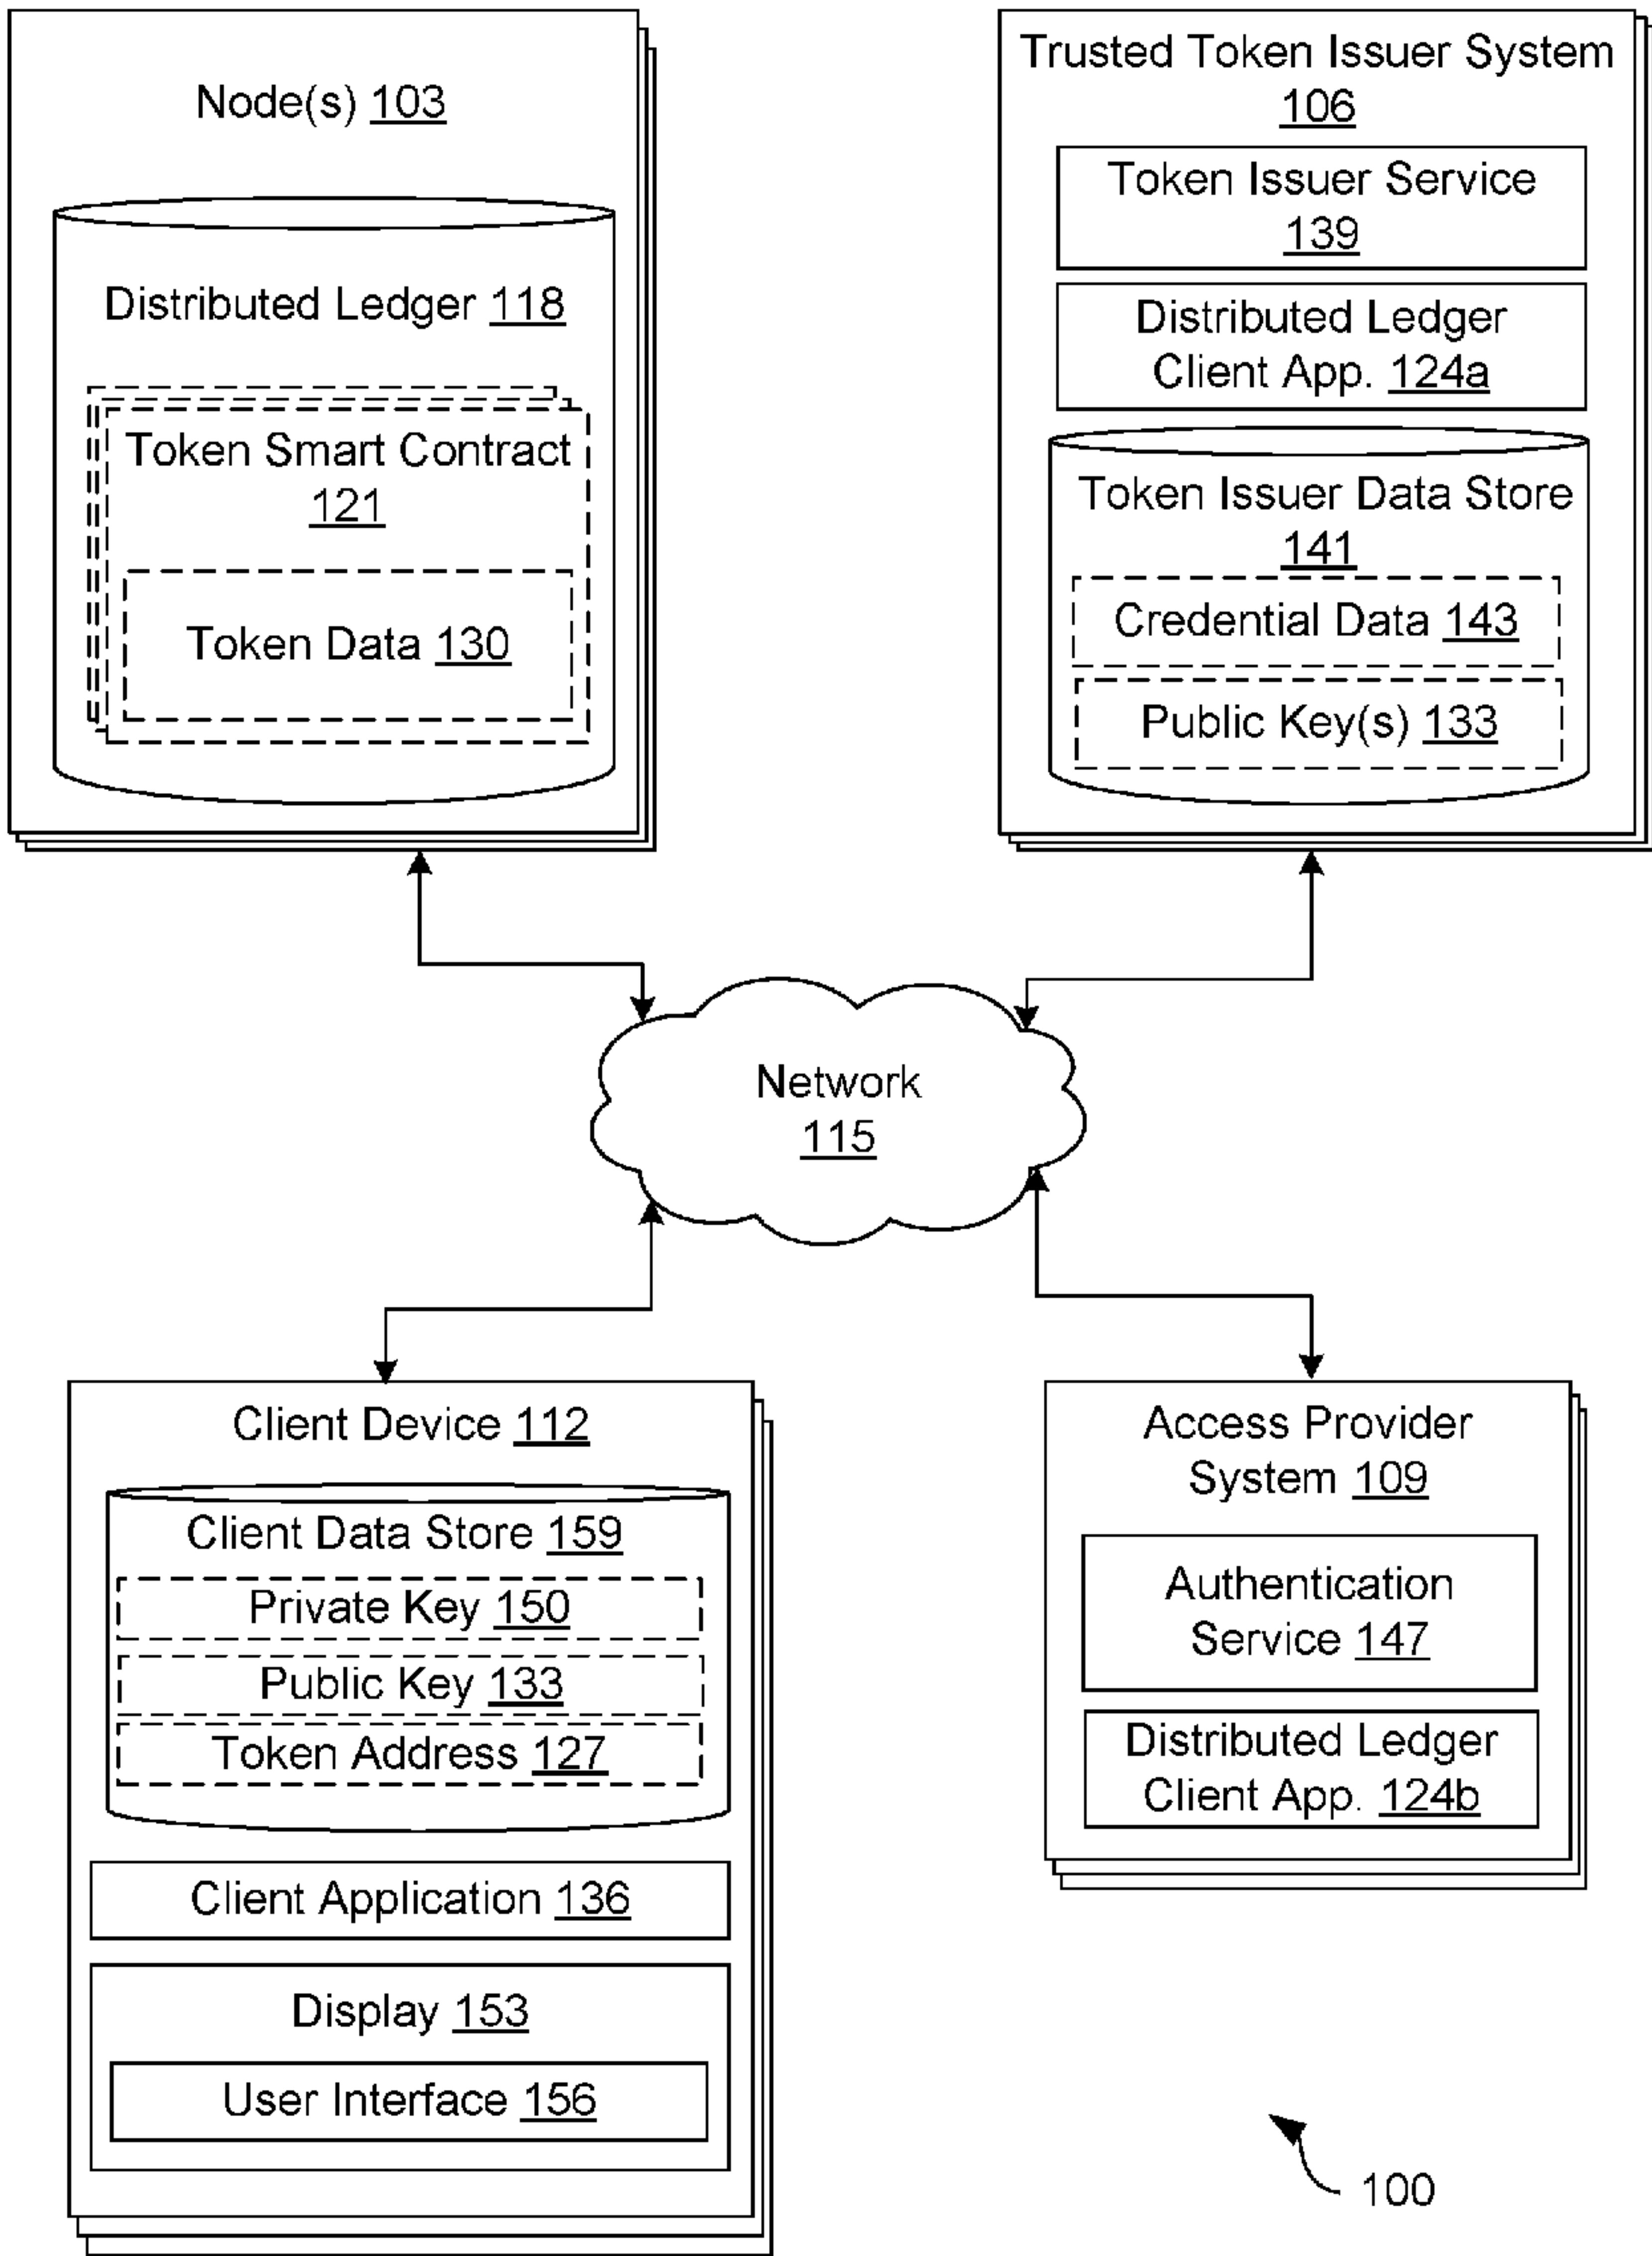 Node(s) 103
Distributed Ledger 118
Token Smart Contract
121
Token Data 130
Trusted Token Issuer System
106
Token Issuer Service
139
Distributed Ledger
Client App. 124a
Token Issuer Data Store
141
Credential Data 143
Public Key(s) 133
Network
115
Client Device 112
Client Data Store 159
Private Key 150
Public Key 133
Token Address 127
Client Application 136
Display 153
User Interface 156
Access Provider
System 109
Authentication
Service 147
Distributed Ledger
Client App. 124b
100